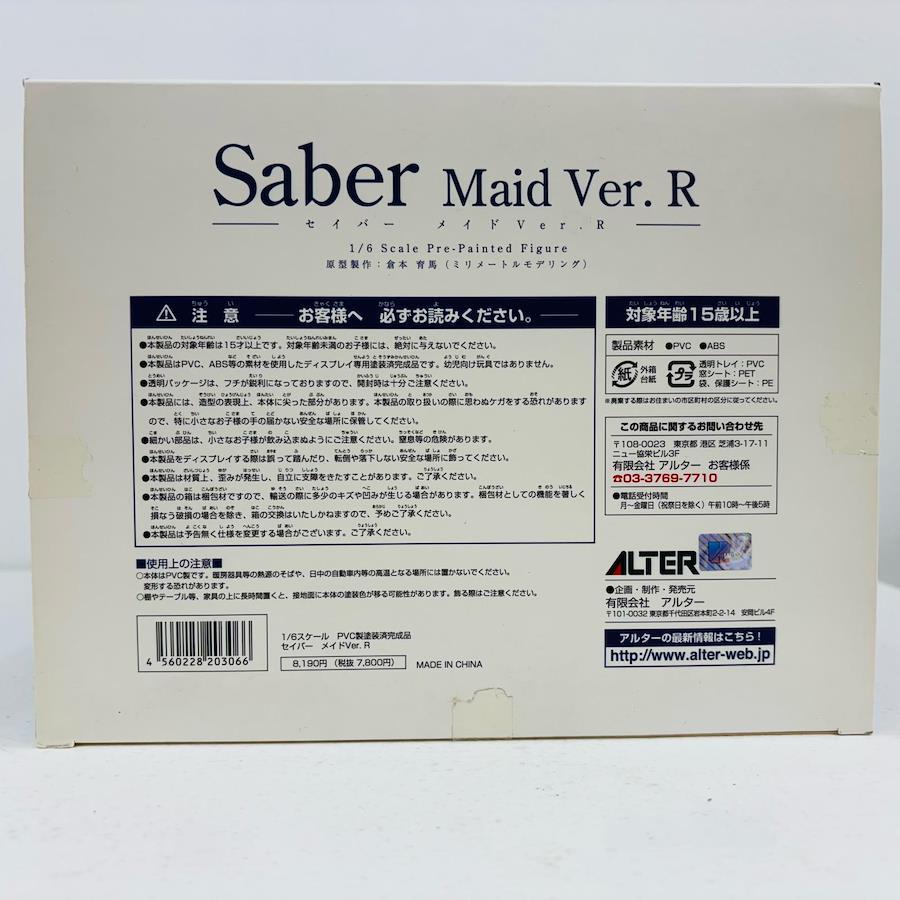 Saber Maid Ver. R
セイバー メイドVer.R
1/6 Scale Pre-Painted Figure
原型製作：倉本 育馬（ミリメートルモデリング）
⚠ 注意 ── お客様へ 必ずお読みください。──
●本製品の対象年齢は15才以上です。対象年齢未満のお子様には、絶対に与えないでください。
●本製品はPVC、ABS等の素材を使用したディスプレイ専用塗装済完成品です。幼児向け玩具ではありません。
●透明パッケージは、フチが鋭利になっておりますので、開封時は十分ご注意ください。
●本製品には、造型の表現上、本体に尖った部分があります。本製品の取り扱いの際に思わぬケガをする恐れがあります
ので、特に小さなお子様の手の届かない安全な場所に保管してください。
●細かい部品は、小さなお子様が飲み込まぬようにご注意ください。窒息等の危険があります。
●本製品をディスプレイする際は誤って踏んだり、転倒や落下しない安全な場所に飾ってください。
●本製品は材質上、歪みが発生し、自立に支障をきたすことがあります。ご了承ください。
●本製品の箱は梱包材ですので、輸送の際に多少のキズや凹みが生じる場合があります。梱包材としての機能を著しく
損なう破損の場合を除き、箱の交換はいたしかねますので、予めご了承ください。
●本製品は予告無く仕様を変更する場合がございます。ご了承ください。
■使用上の注意■
○本体はPVC製です。暖房器具等の熱源のそばや、日中の自動車内等の高温となる場所には置かないでください。
変形する恐れがあります。
○棚やテーブル等、家具の上に長時間置くと、接地面に本体の塗装色が移る可能性があります。飾る際はご注意ください。
4 560228 203066
1/6スケール PVC製塗装済完成品
セイバー メイドVer. R
8,190円（税抜 7,800円）
MADE IN CHINA
対象年齢15歳以上
製品素材 ●PVC ●ABS
紙 外箱
台紙
プラ 透明トレイ：PVC
窓シート：PET
袋、保護シート：PE
※廃棄する際はお住まいの市区町村の区分に従ってください。
この商品に関するお問い合わせ先
〒108-0023 東京都 港区 芝浦3-17-11
ニュー協栄ビル3F
有限会社 アルター お客様係
☎03-3769-7710
●電話受付時間
月～金曜日（祝祭日を除く）午前10時～午後5時
ALTER
●企画・制作・発売元
有限会社 アルター
〒101-0032 東京都千代田区岩本町2-2-14 安岡ビル4F
アルターの最新情報はこちら！
http://www.alter-web.jp